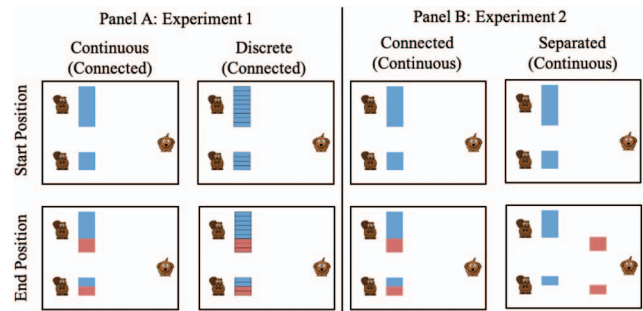 Panel A: Experiment 1
Panel B: Experiment 2
Continuous
(Connected)
Discrete
(Connected)
Connected
(Continuous)
Separated
(Continuous)
Start Position
End Position